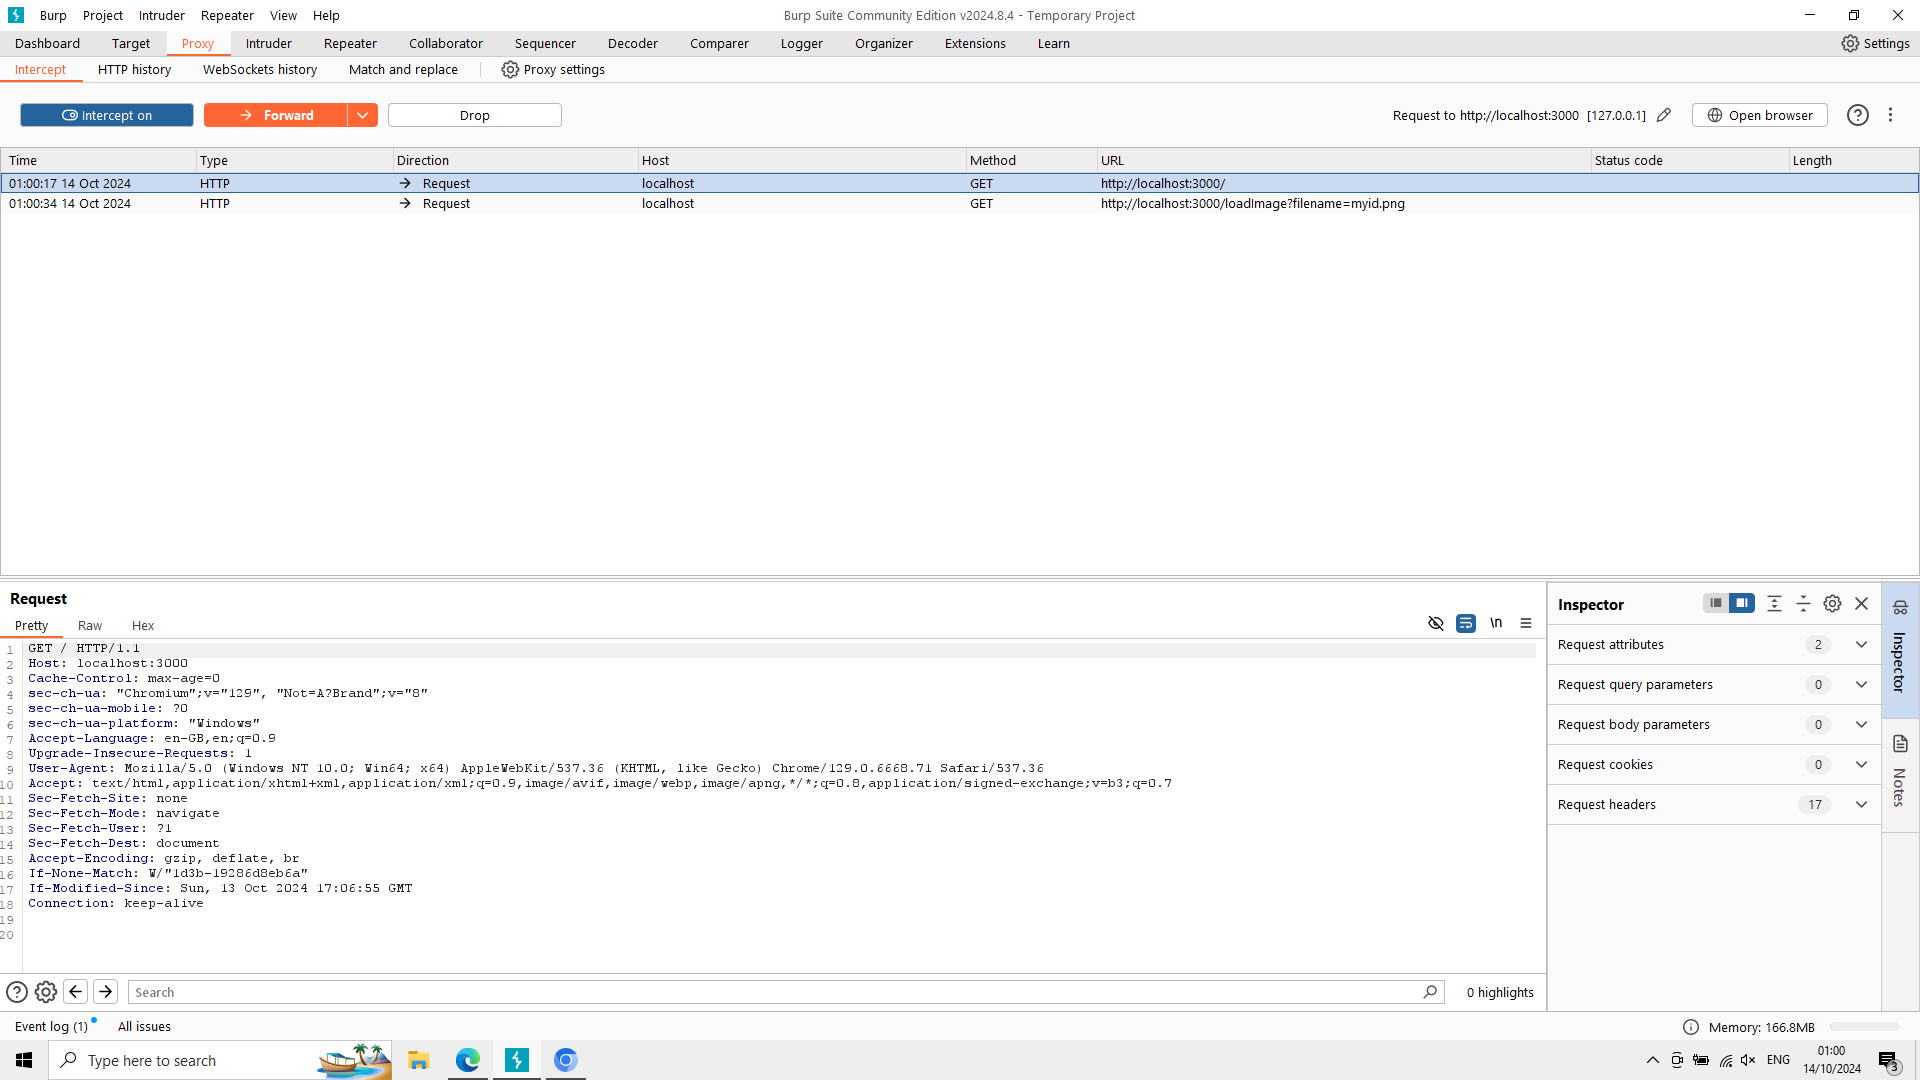 Burp Project Intruder Repeater View Help
Burp Suite Community Edition v2024.8.4 - Temporary Project
Dashboard Target Proxy Intruder Repeater Collaborator Sequencer Decoder Comparer Logger Organizer Extensions Learn Settings
Intercept HTTP history WebSockets history Match and replace Proxy settings
Intercept on Forward Drop Request to http://localhost:3000 [127.0.0.1] Open browser
Time Type Direction Host Method URL Status code Length
01:00:17 14 Oct 2024 HTTP → Request localhost GET http://localhost:3000/
01:00:34 14 Oct 2024 HTTP → Request localhost GET http://localhost:3000/loadImage?filename=myid.png
Request
Pretty Raw Hex \n
1 GET / HTTP/1.1
2 Host: localhost:3000
3 Cache-Control: max-age=0
4 sec-ch-ua: "Chromium";v="129", "Not=A?Brand";v="8"
5 sec-ch-ua-mobile: ?0
6 sec-ch-ua-platform: "Windows"
7 Accept-Language: en-GB,en;q=0.9
8 Upgrade-Insecure-Requests: 1
9 User-Agent: Mozilla/5.0 (Windows NT 10.0; Win64; x64) AppleWebKit/537.36 (KHTML, like Gecko) Chrome/129.0.6668.71 Safari/537.36
10 Accept: text/html,application/xhtml+xml,application/xml;q=0.9,image/avif,image/webp,image/apng,*/*;q=0.8,application/signed-exchange;v=b3;q=0.7
11 Sec-Fetch-Site: none
12 Sec-Fetch-Mode: navigate
13 Sec-Fetch-User: ?1
14 Sec-Fetch-Dest: document
15 Accept-Encoding: gzip, deflate, br
16 If-None-Match: W/"1d3b-19286d8eb6a"
17 If-Modified-Since: Sun, 13 Oct 2024 17:06:55 GMT
18 Connection: keep-alive
19
20
Inspector
Request attributes 2
Request query parameters 0
Request body parameters 0
Request cookies 0
Request headers 17
Inspector
Notes
Search 0 highlights
Event log (1) All issues Memory: 166.8MB
Type here to search ENG 01:00
14/10/2024 3